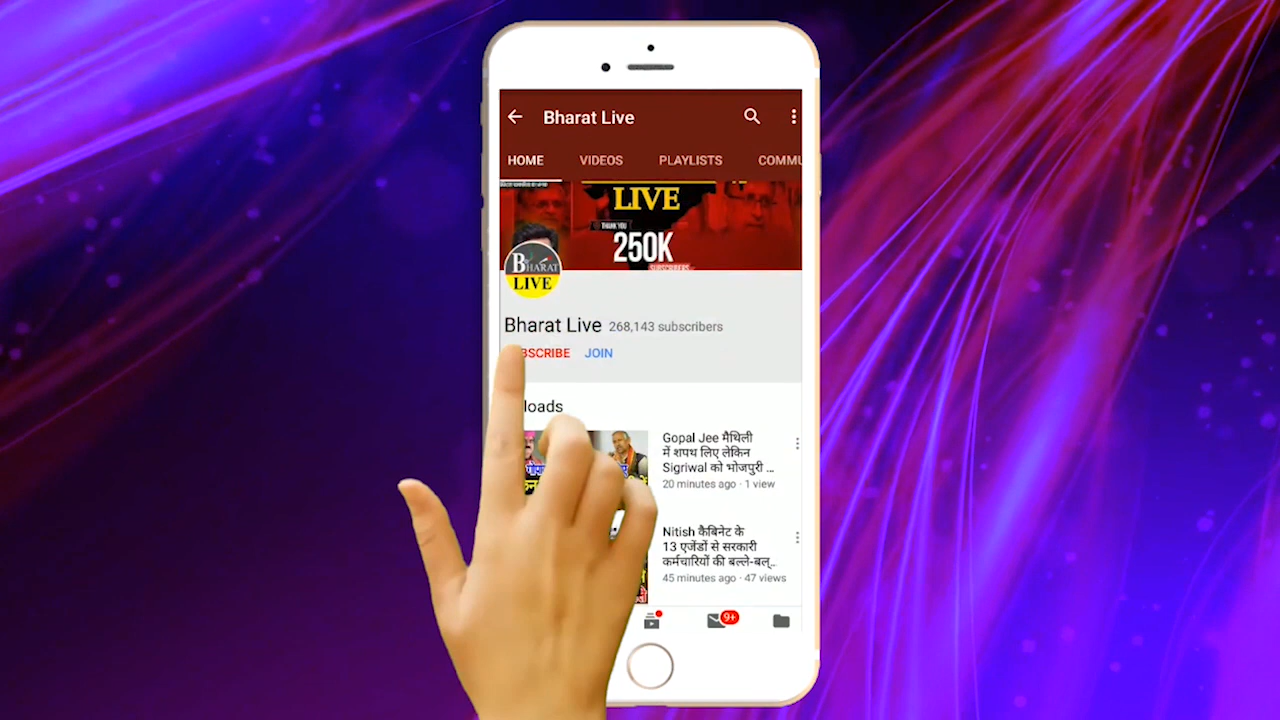 Bharat Live
HOME VIDEOS PLAYLISTS COMMU
LIVE
THANK YOU
250K
SUBSCRIBERS
BHARAT
LIVE
Bharat Live 268,143 subscribers
BSCRIBE JOIN
loads
Gopal Jee मैथिली
में शपथ लिए लेकिन
Sigriwal को भोजपुरी ...
20 minutes ago · 1 view
Nitish कैबिनेट के
13 एजेंडों से सरकारी
कर्मचारियों की बल्ले-बल्..
45 minutes ago · 47 views
9+